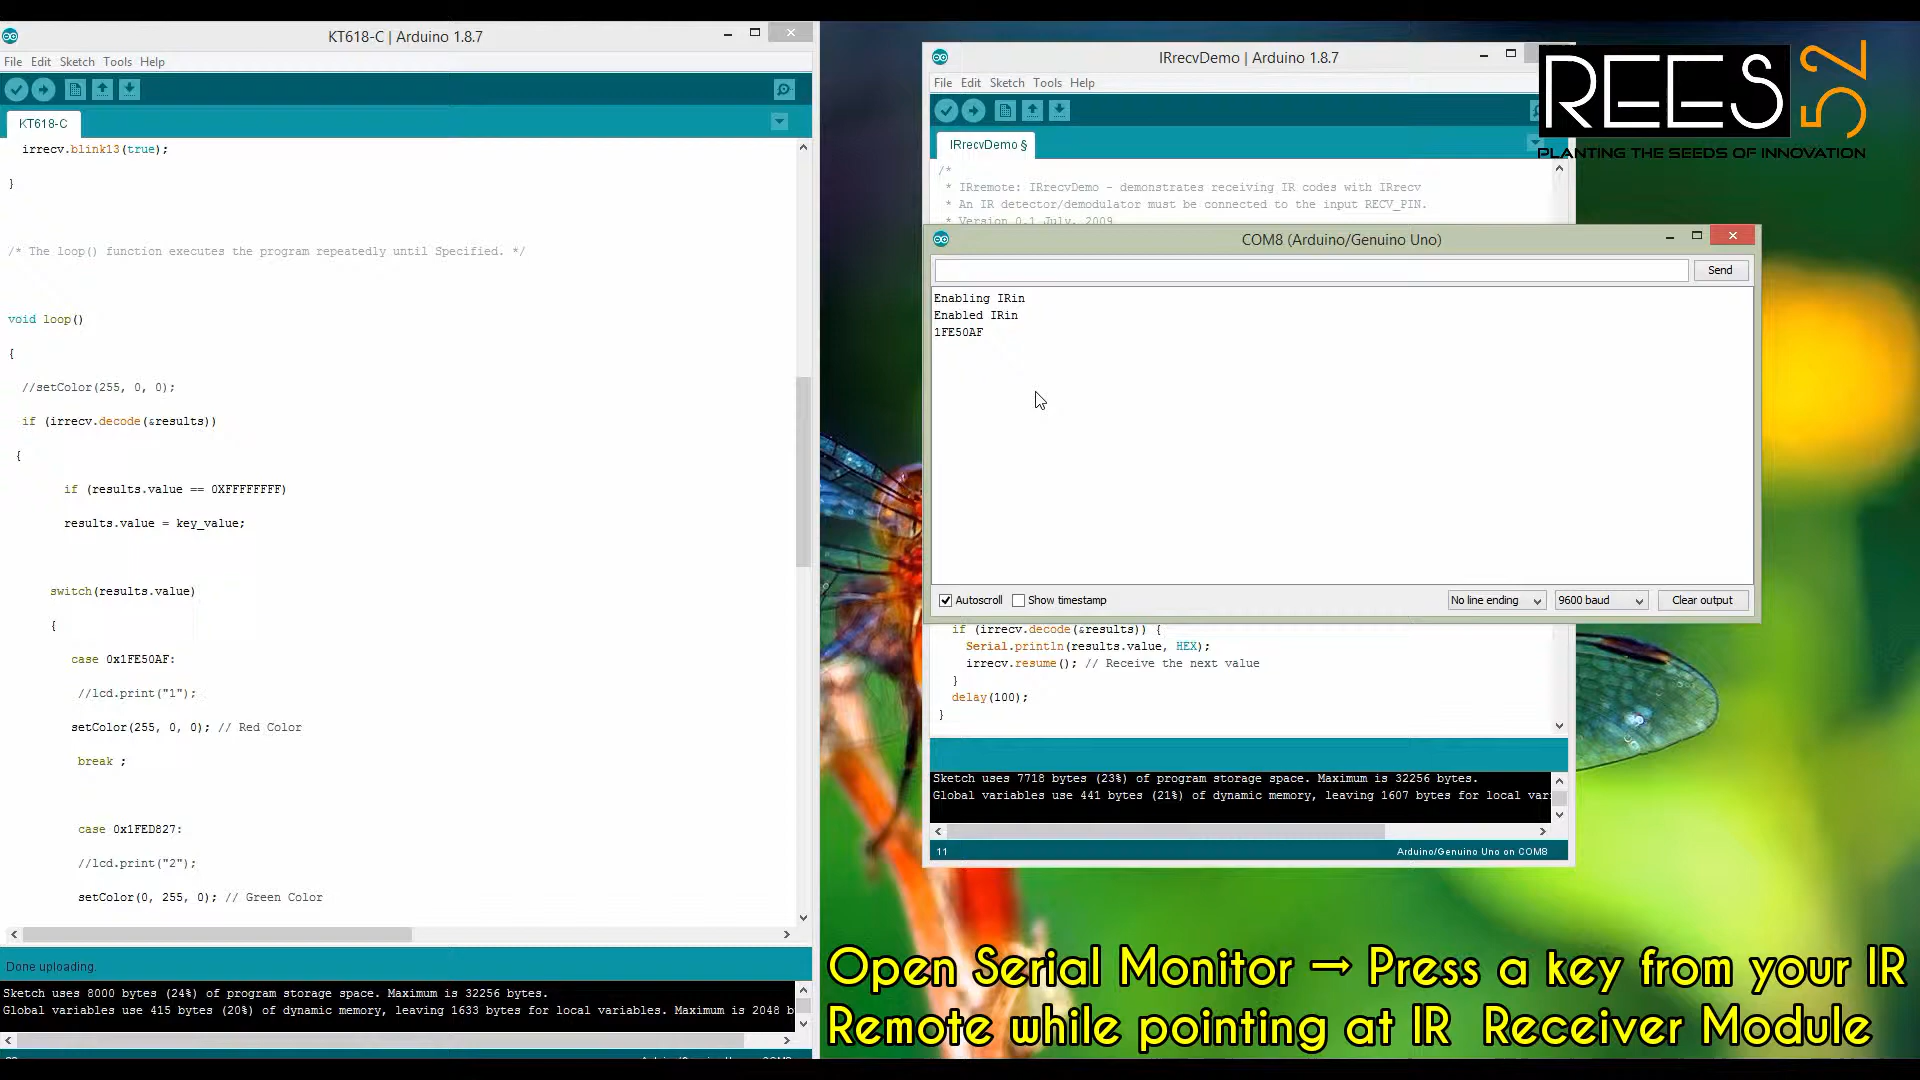 KT618-C | Arduino 1.8.7
File Edit Sketch Tools Help
KT618-C
irrecv.blink13(true);
}
/* The loop() function executes the program repeatedly until Specified. */
void loop()
{
//setColor(255, 0, 0);
if (irrecv.decode(&results))
{
if (results.value == 0XFFFFFFFF)
results.value = key_value;
switch(results.value)
{
case 0x1FE50AF:
//lcd.print("1");
setColor(255, 0, 0); // Red Color
break ;
case 0x1FED827:
//lcd.print("2");
setColor(0, 255, 0); // Green Color
Done uploading.
Sketch uses 8000 bytes (24%) of program storage space. Maximum is 32256 bytes.
Global variables use 415 bytes (20%) of dynamic memory, leaving 1633 bytes for local variables. Maximum is 2048 b
IRrecvDemo | Arduino 1.8.7
File Edit Sketch Tools Help
IRrecvDemo §
/*
* IRremote: IRrecvDemo - demonstrates receiving IR codes with IRrecv
* An IR detector/demodulator must be connected to the input RECV_PIN.
* Version 0.1 July, 2009
REES 52
PLANTING THE SEEDS OF INNOVATION
COM8 (Arduino/Genuino Uno)
Send
Enabling IRin
Enabled IRin
1FE50AF
Autoscroll Show timestamp No line ending 9600 baud Clear output
if (irrecv.decode(&results)) {
Serial.println(results.value, HEX);
irrecv.resume(); // Receive the next value
}
delay(100);
}
Sketch uses 7718 bytes (23%) of program storage space. Maximum is 32256 bytes.
Global variables use 441 bytes (21%) of dynamic memory, leaving 1607 bytes for local var
11 Arduino/Genuino Uno on COM8
Open Serial Monitor → Press a key from your IR
Remote while pointing at IR Receiver Module